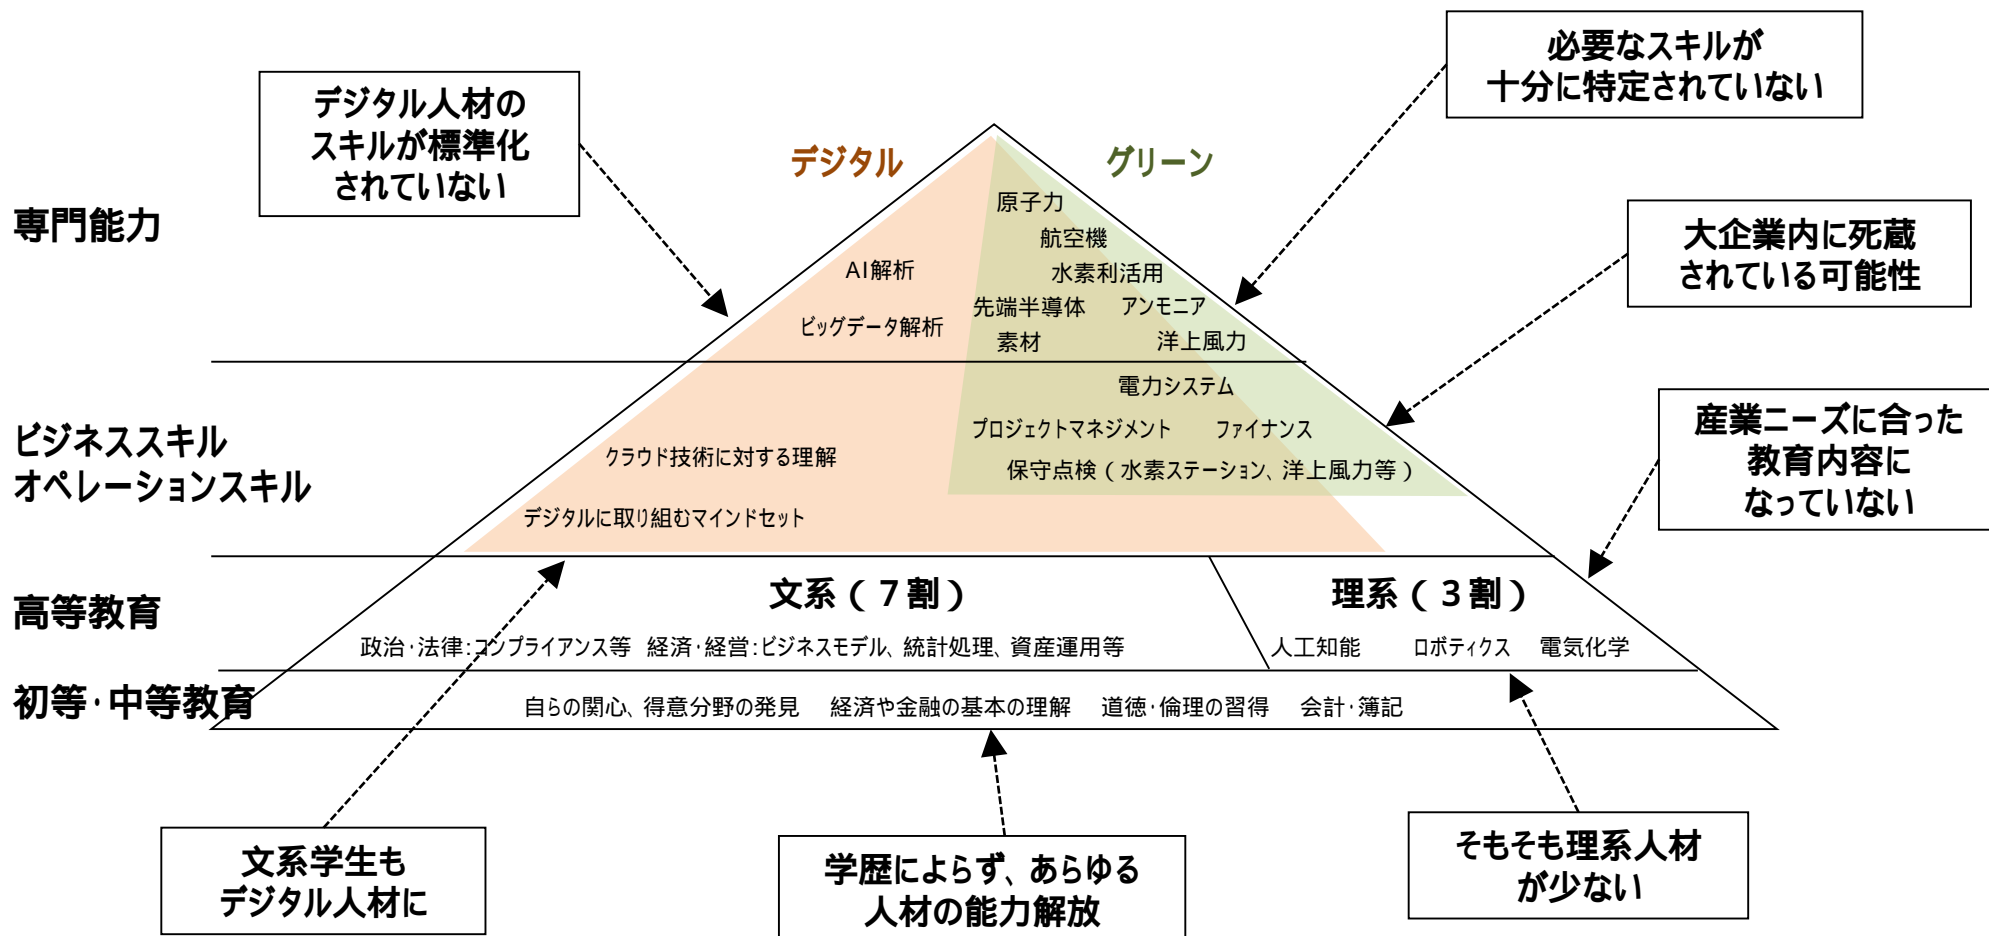 必要なスキルが
十分に特定されていない
デジタル人材の
スキルが標準化
されていない
デジタル
グリーン
専門能力
原子力
航空機
AI解析
水素利活用
先端半導体
アンモニア
ビッグデータ解析
素材
洋上風力
大企業内に死蔵
されている可能性
電力システム
ビジネススキル
オペレーションスキル
プロジェクトマネジメント
ファイナンス
クラウド技術に対する理解
保守点検（水素ステーション、洋上風力等）
デジタルに取り組むマインドセット
産業ニーズに合った
教育内容に
なっていない
高等教育
文系（７割）
理系（３割）
政治･法律：コンプライアンス等 経済･経営：ビジネスモデル、統計処理、資産運用等
人工知能 ロボティクス 電気化学
初等･中等教育
自らの関心、得意分野の発見 経済や金融の基本の理解 道徳･倫理の習得 会計･簿記
文系学生も
デジタル人材に
学歴によらず、あらゆる
人材の能力解放
そもそも理系人材
が少ない